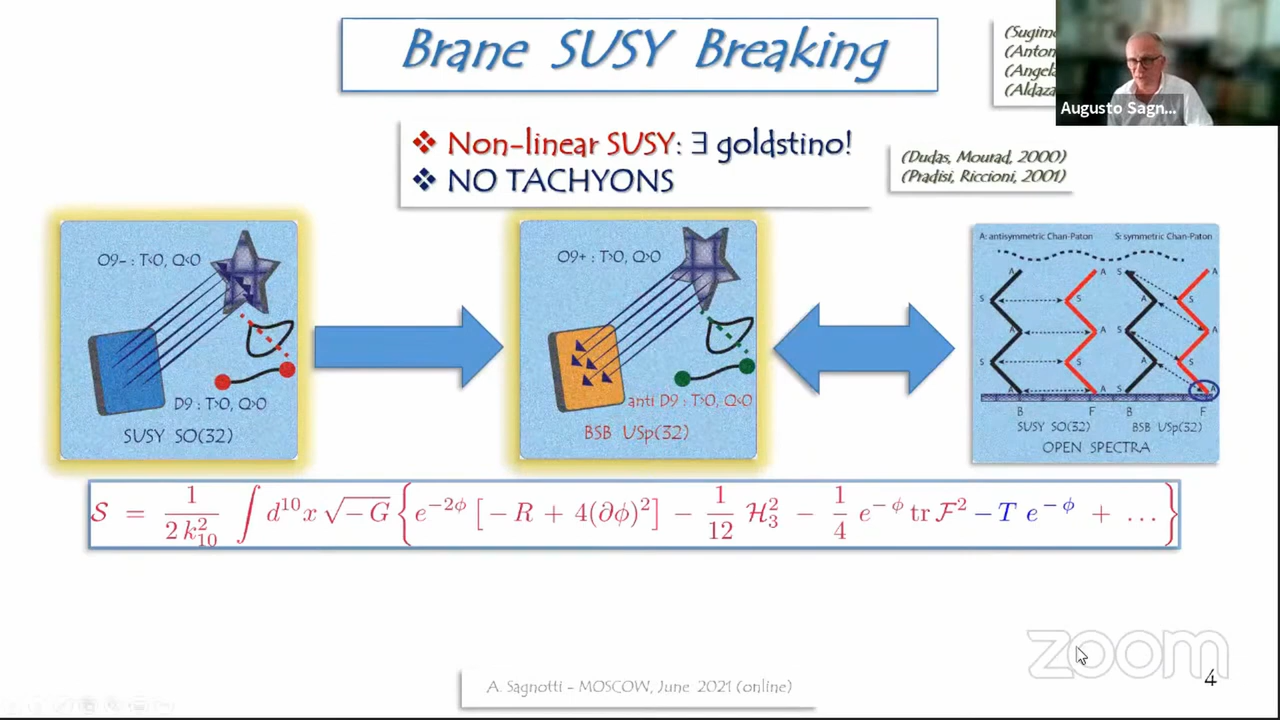 Brane SUSY Breaking
(Sugim
(Anton
(Angela
(Aldaza
Augusto Sagn...
❖ Non-linear SUSY: ∃ goldstino!
❖ NO TACHYONS
(Dudas, Mourad, 2000)
(Pradisi, Riccioni, 2001)
O9- : T<0, Q<0
D9 : T>0, Q>0
SUSY SO(32)
O9+ : T>0, Q>0
anti D9 : T>0, Q<0
BSB USp(32)
A: antisymmetric Chan-Paton S: symmetric Chan-Paton
A A S A
S S A S
A A S A
S S A S
A A S A
B F B F
SUSY SO(32) BSB USp(32)
OPEN SPECTRA
S = 1/(2 k²₁₀) ∫ d¹⁰x √−G { e^{−2ϕ} [ − R + 4(∂ϕ)² ] − 1/12 H₃² − 1/4 e^{−ϕ} tr F² − T e^{−ϕ} + … }
zoom
A. Sagnotti - MOSCOW, June 2021 (online)
4